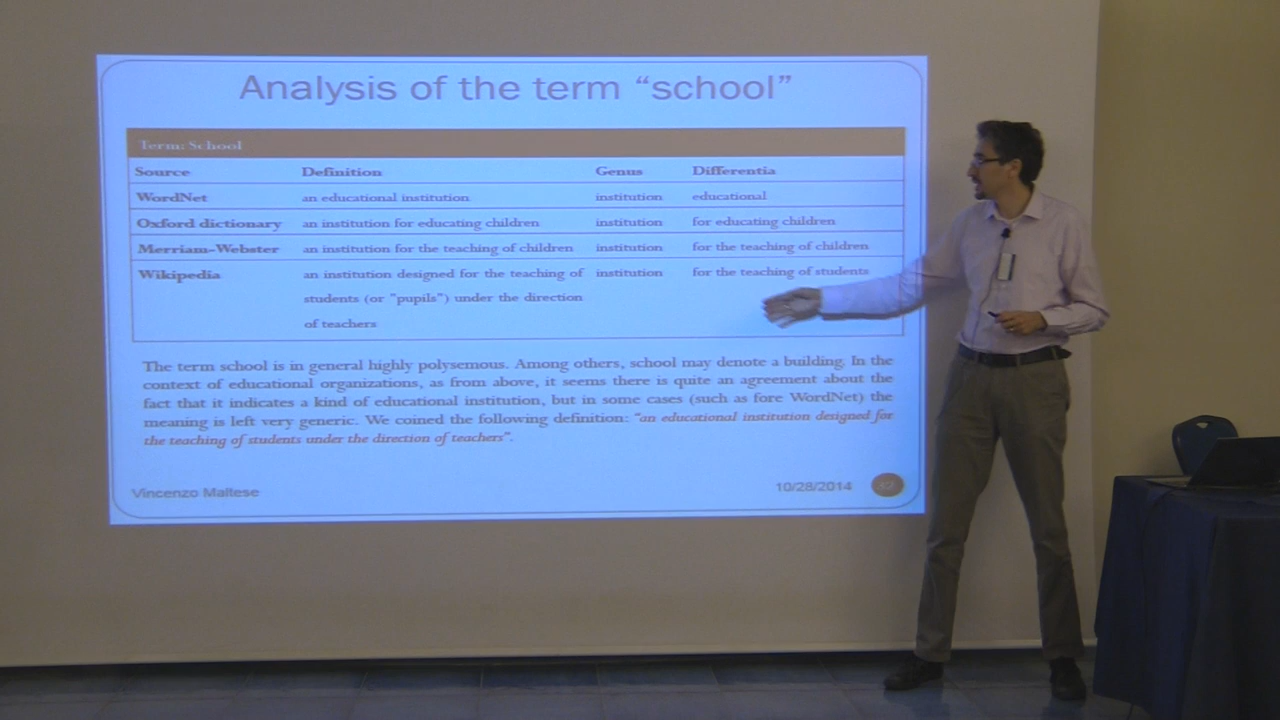 Analysis of the term “school”
Term: School
Source Definition Genus Differentia
WordNet an educational institution institution educational
Oxford dictionary an institution for educating children institution for educating children
Merriam-Webster an institution for the teaching of children institution for the teaching of children
Wikipedia an institution designed for the teaching of institution for the teaching of students
students (or "pupils") under the direction
of teachers
The term school is in general highly polysemous. Among others, school may denote a building. In the
context of educational organizations, as from above, it seems there is quite an agreement about the
fact that it indicates a kind of educational institution, but in some cases (such as fore WordNet) the
meaning is left very generic. We coined the following definition: “an educational institution designed for
the teaching of students under the direction of teachers”.
Vincenzo Maltese 10/28/2014